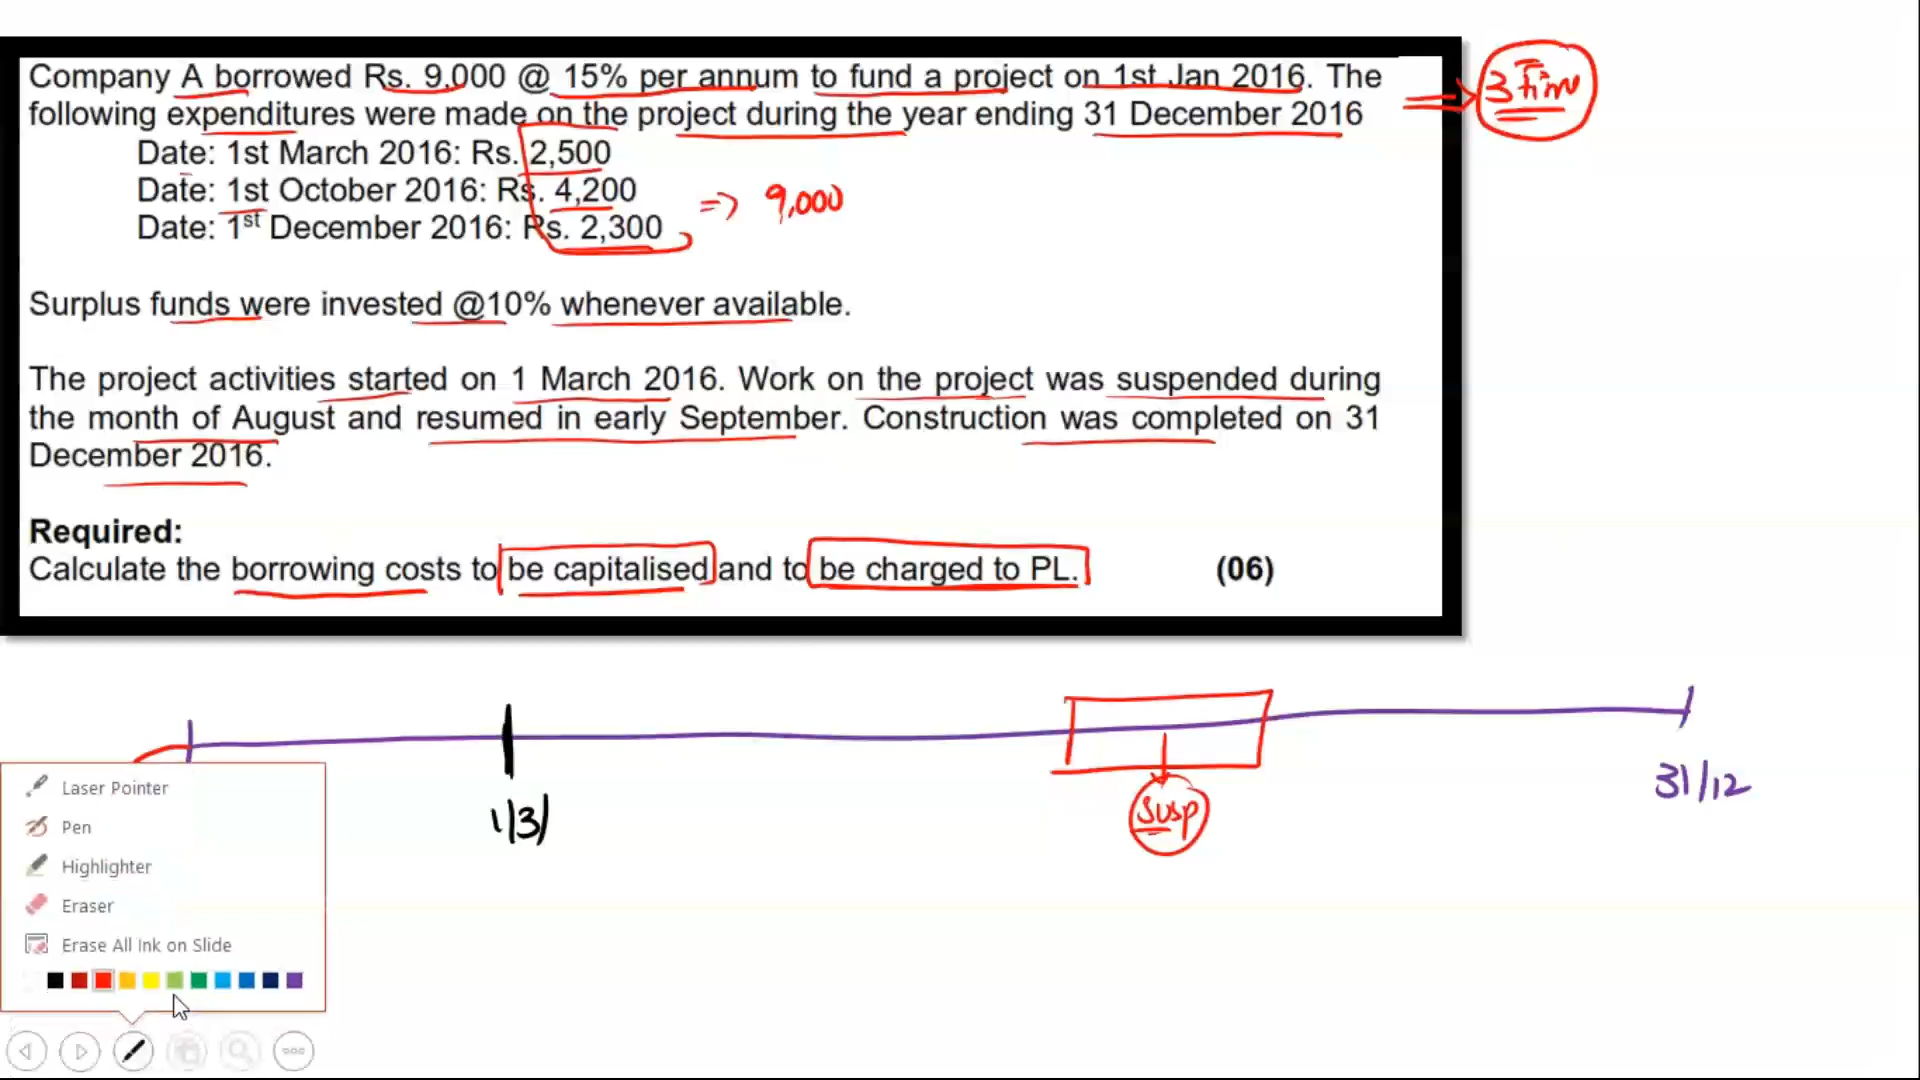 Company A borrowed Rs. 9,000 @ 15% per annum to fund a project on 1st Jan 2016. The
following expenditures were made on the project during the year ending 31 December 2016
Date: 1st March 2016: Rs. 2,500
Date: 1st October 2016: Rs. 4,200
Date: 1st December 2016: Rs. 2,300
=> 9,000
Surplus funds were invested @10% whenever available.
The project activities started on 1 March 2016. Work on the project was suspended during
the month of August and resumed in early September. Construction was completed on 31
December 2016.
Required:
Calculate the borrowing costs to be capitalised and to be charged to PL. (06)
1/3/
Susp
31/12
Laser Pointer
Pen
Highlighter
Eraser
Erase All Ink on Slide